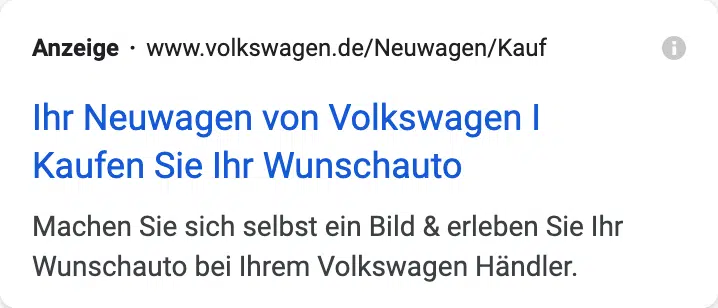 Anzeige · www.volkswagen.de/Neuwagen/Kauf
Ihr Neuwagen von Volkswagen I
Kaufen Sie Ihr Wunschauto
Machen Sie sich selbst ein Bild & erleben Sie Ihr
Wunschauto bei Ihrem Volkswagen Händler.